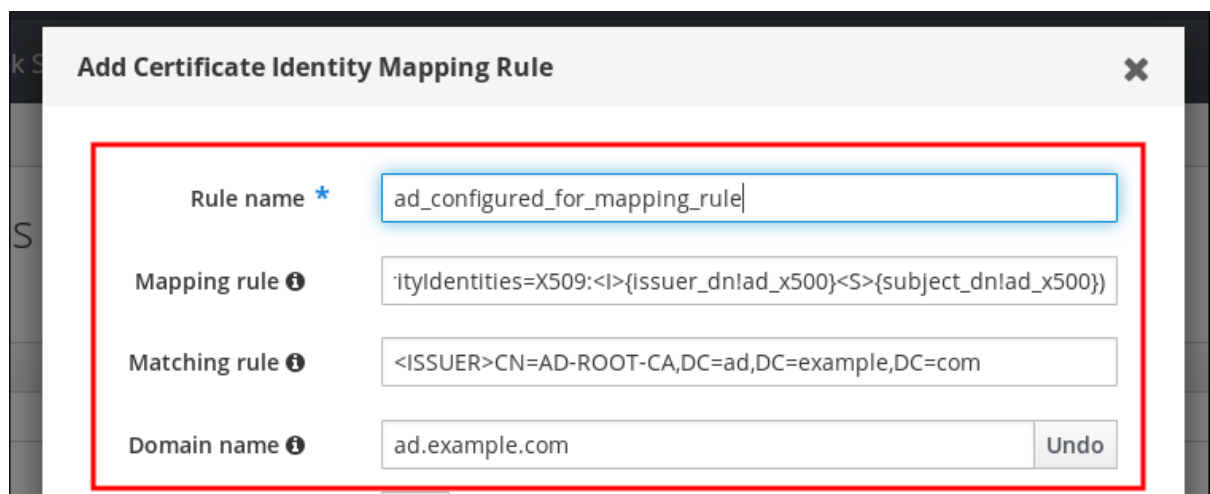 k S
Add Certificate Identity Mapping Rule ✖
Rule name * ad_configured_for_mapping_rule
S
Mapping rule rityIdentities=X509:<I>{issuer_dn!ad_x500}<S>{subject_dn!ad_x500})
Matching rule <ISSUER>CN=AD-ROOT-CA,DC=ad,DC=example,DC=com
Domain name ad.example.com Undo